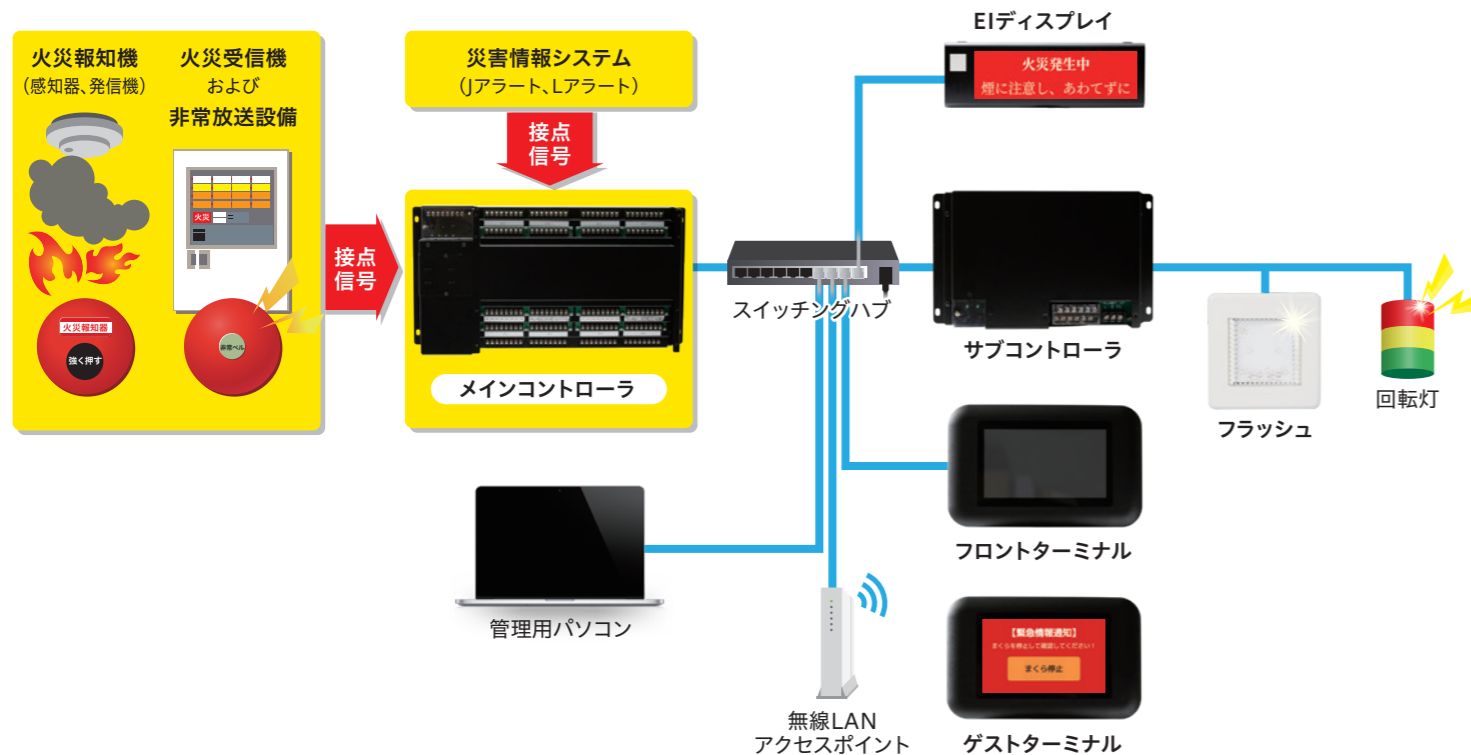 火災報知機
(感知器、発信機)
火災受信機
および
非常放送設備
火災
火災報知器
強く押す
非常ベル
接点
信号
災害情報システム
(Jアラート、Lアラート)
接点
信号
メインコントローラ
スイッチングハブ
EIディスプレイ
火災発生中
煙に注意し、あわてずに
サブコントローラ
フラッシュ
回転灯
フロントターミナル
管理用パソコン
無線LAN
アクセスポイント
【緊急情報通知】
まくらを停止して確認してください!
まくら停止
ゲストターミナル